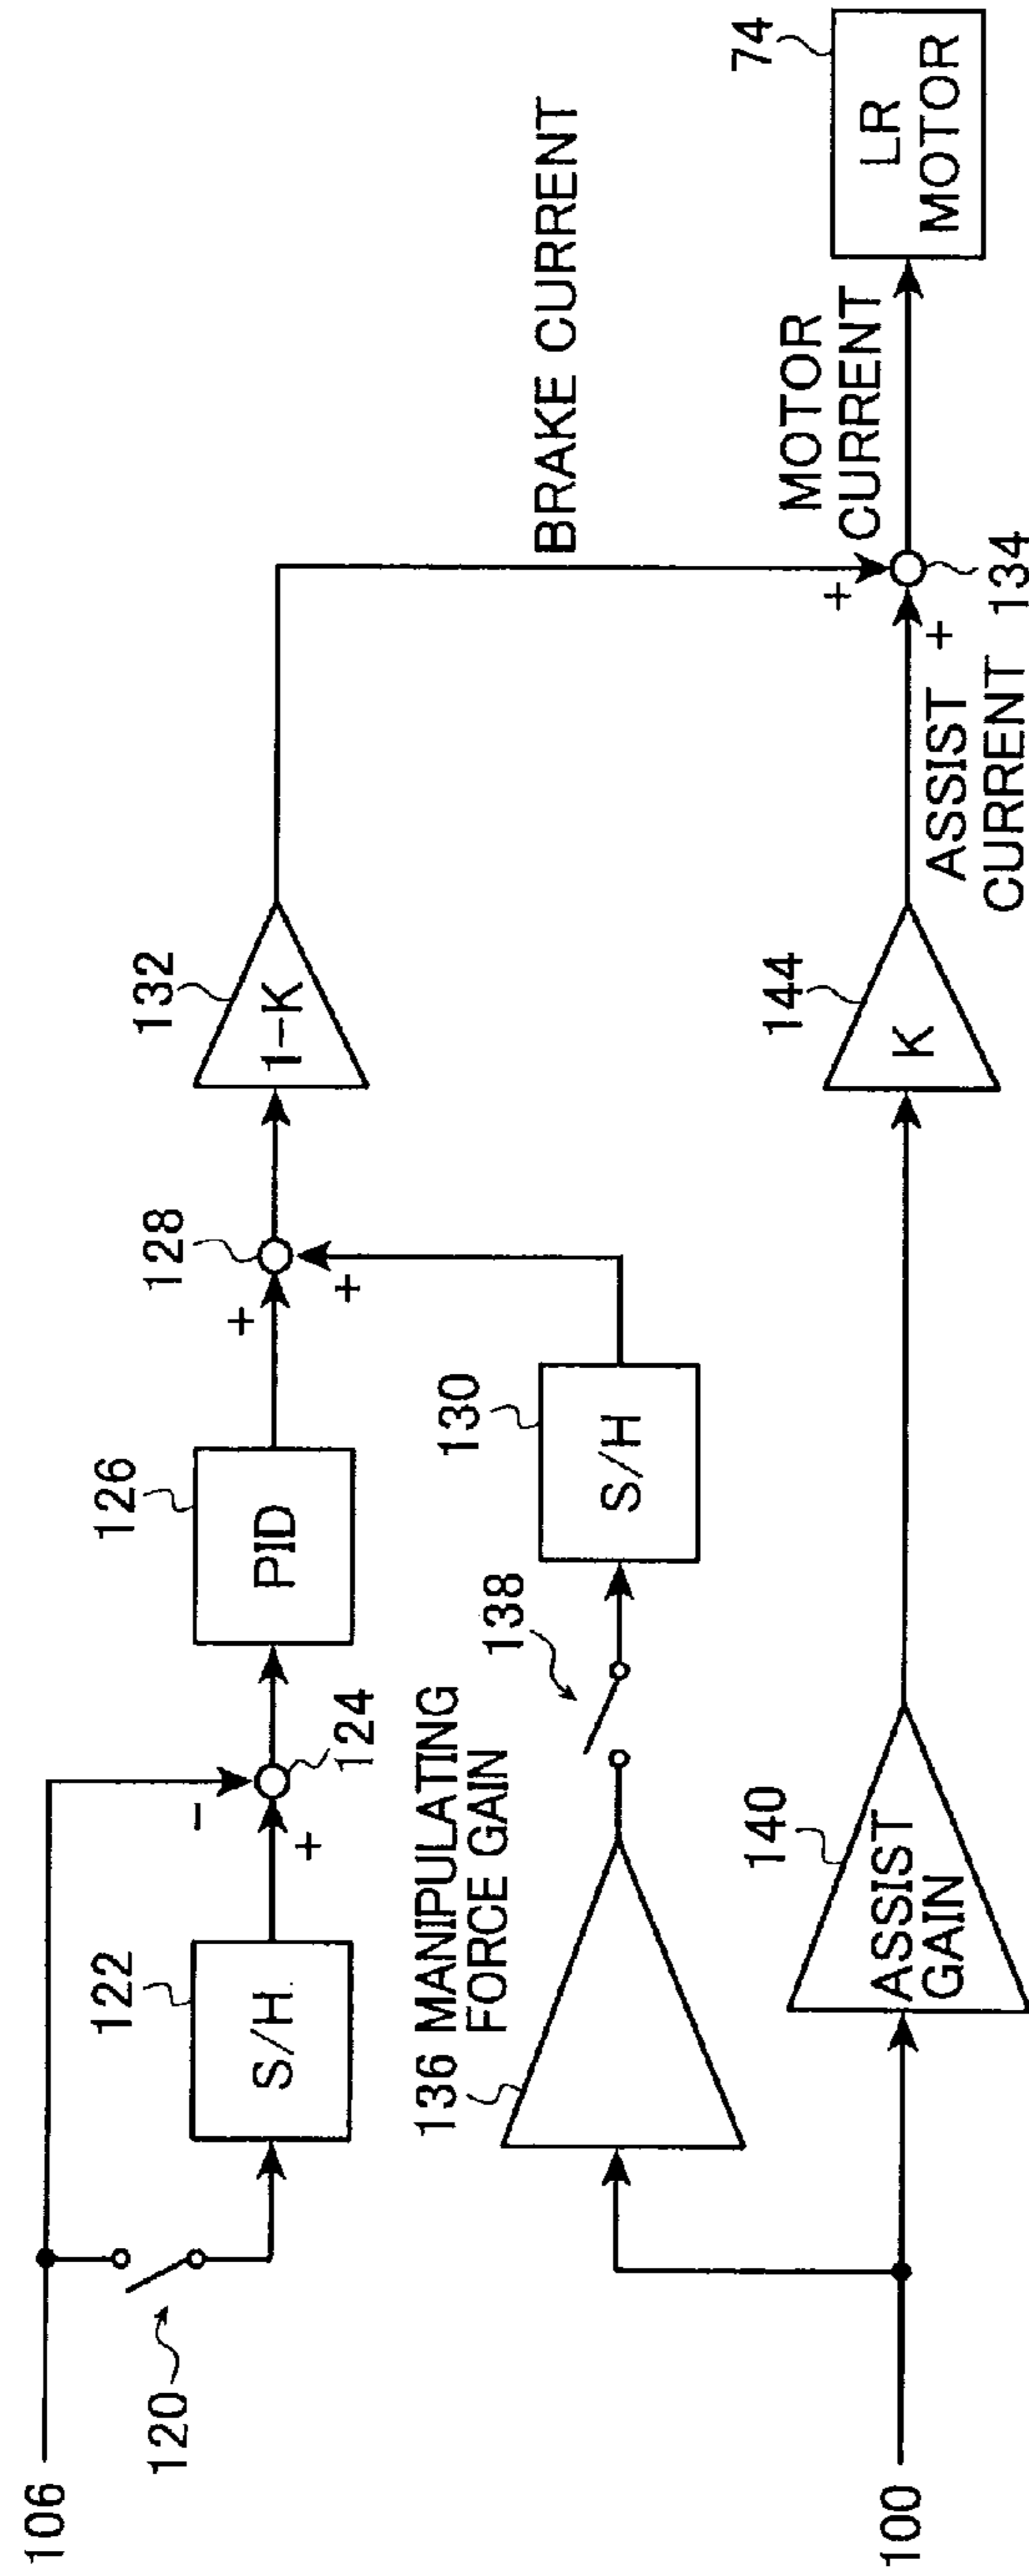 106
120
122
S/H.
-
+
124
126
PID
+
+
128
132
1-K
BRAKE CURRENT
136 MANIPULATING
FORCE GAIN
138
130
S/H
100
140
ASSIST
GAIN
144
K
ASSIST
CURRENT
+
+
134
MOTOR
CURRENT
74
LR
MOTOR